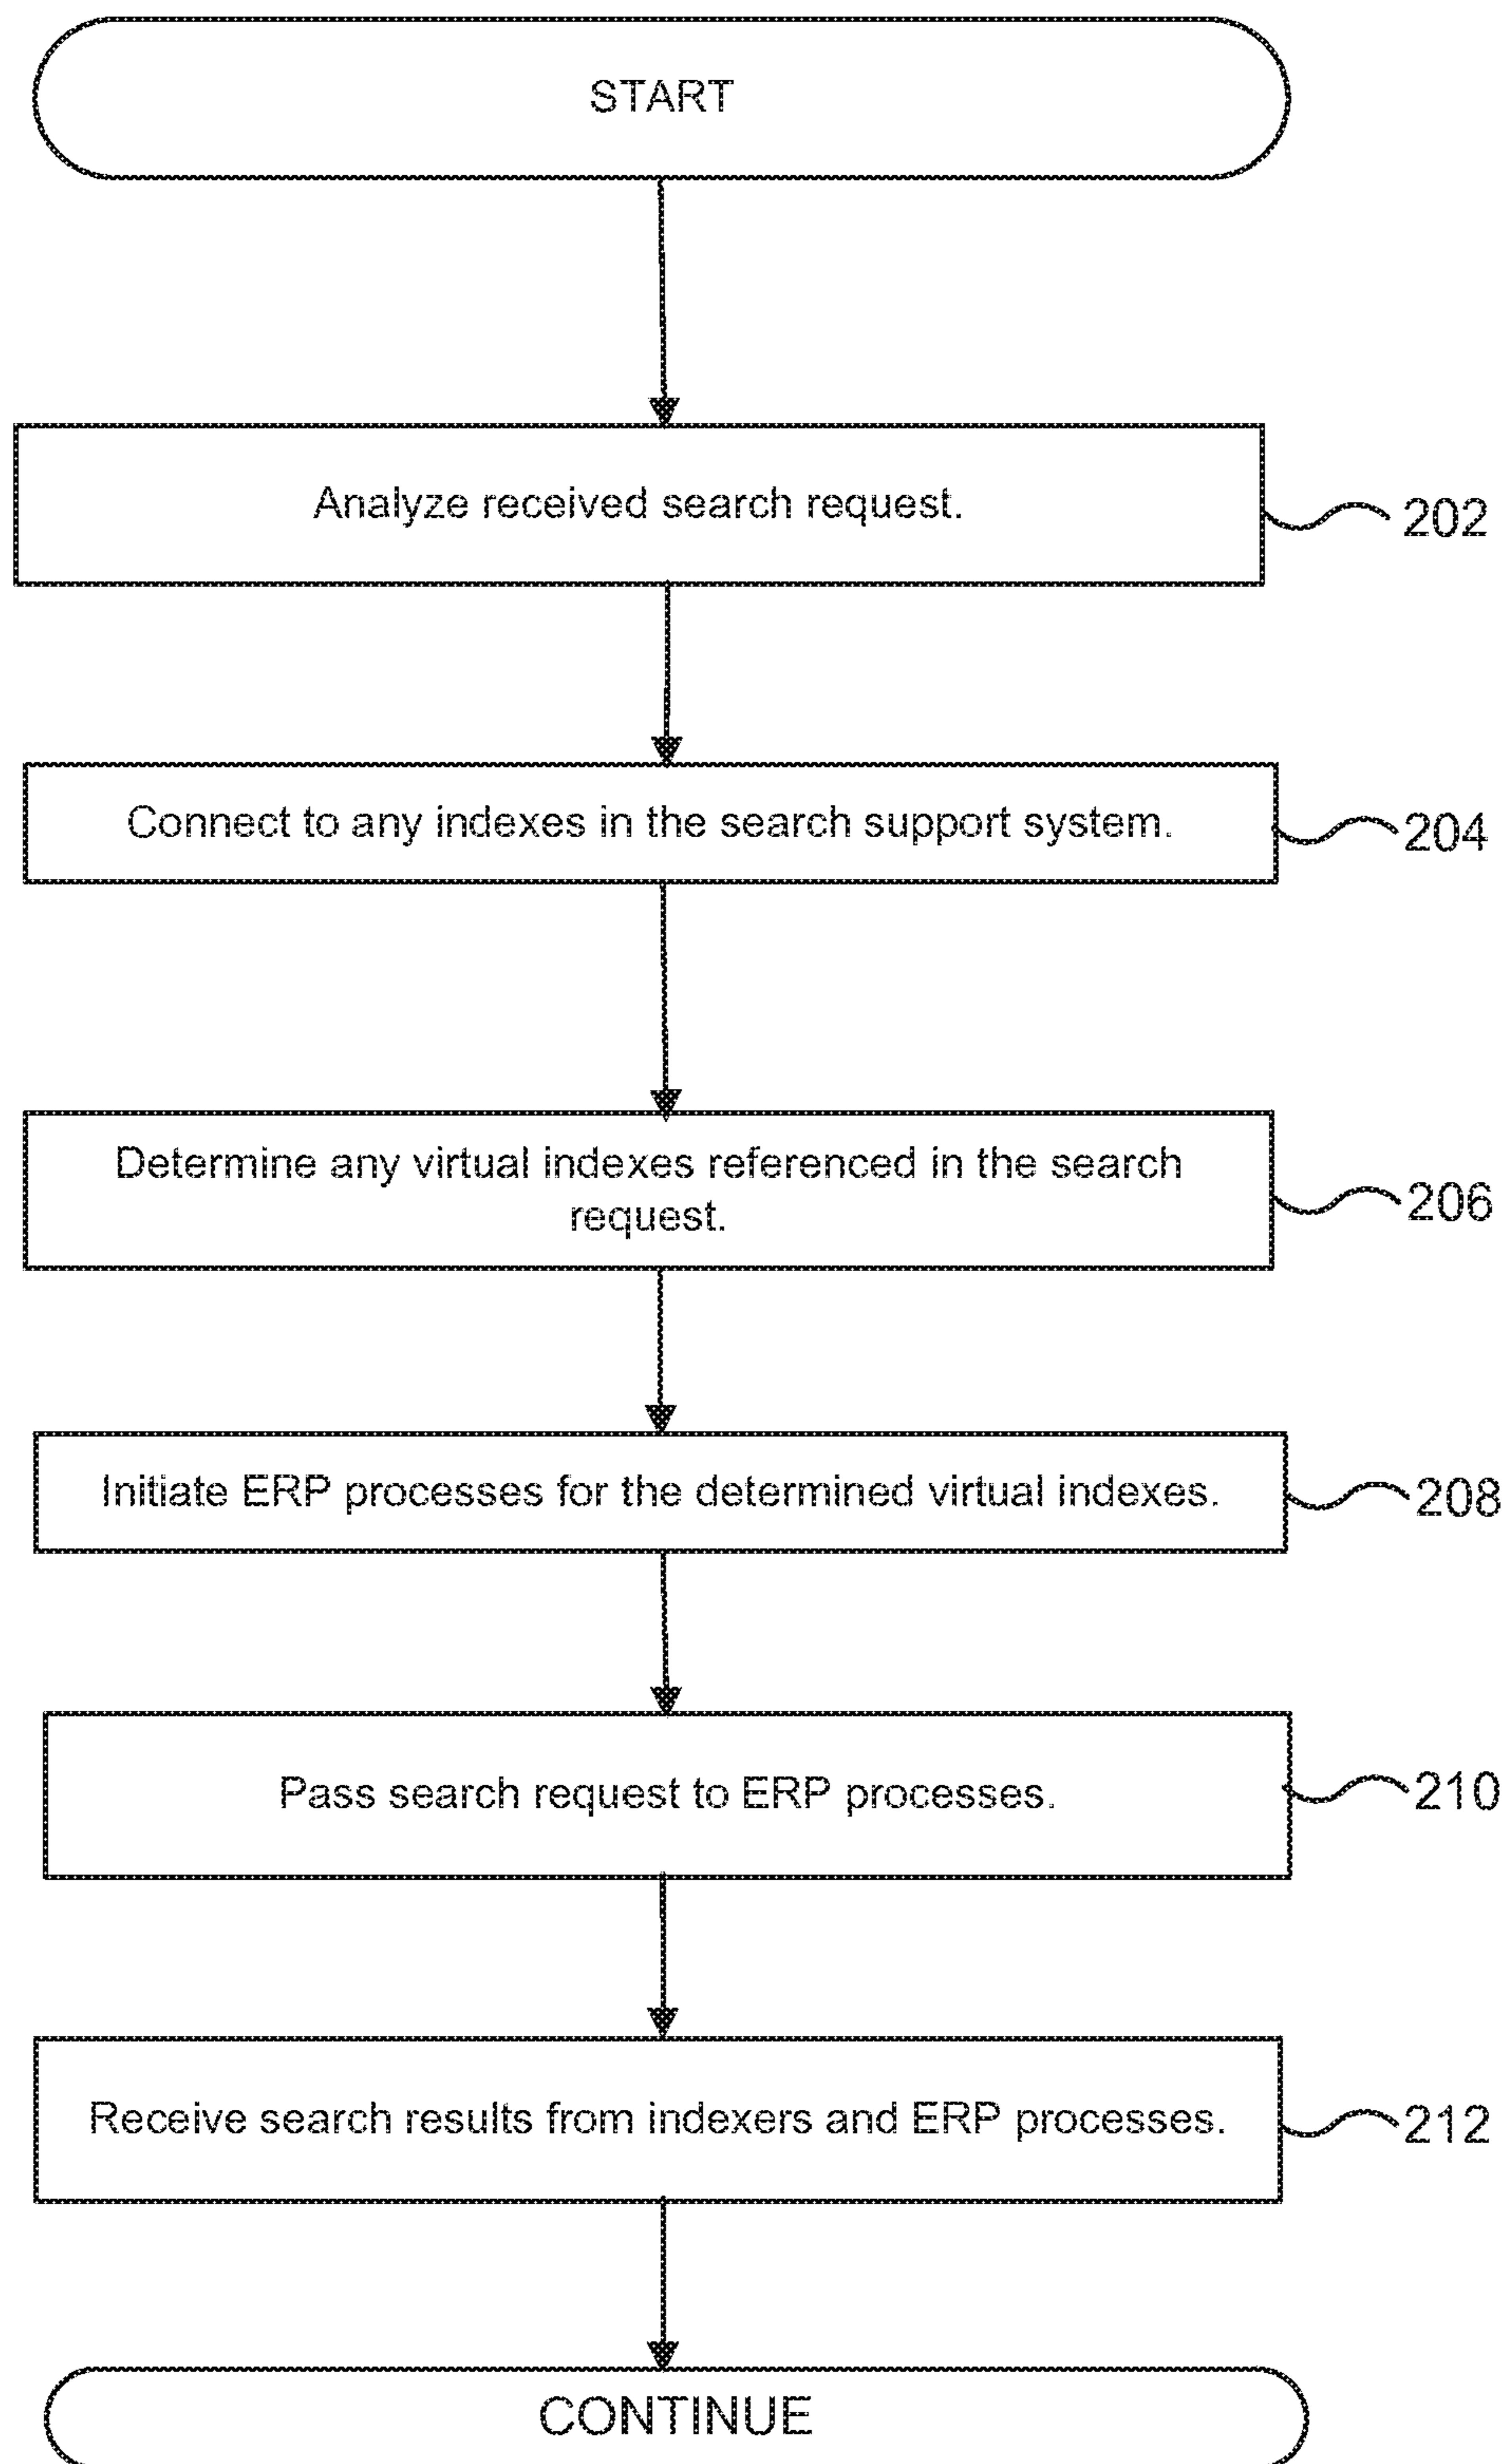 START
Analyze received search request.
202
Connect to any indexes in the search support system.
204
Determine any virtual indexes referenced in the search
request.
206
Initiate ERP processes for the determined virtual indexes.
208
Pass search request to ERP processes.
210
Receive search results from indexers and ERP processes.
212
CONTINUE